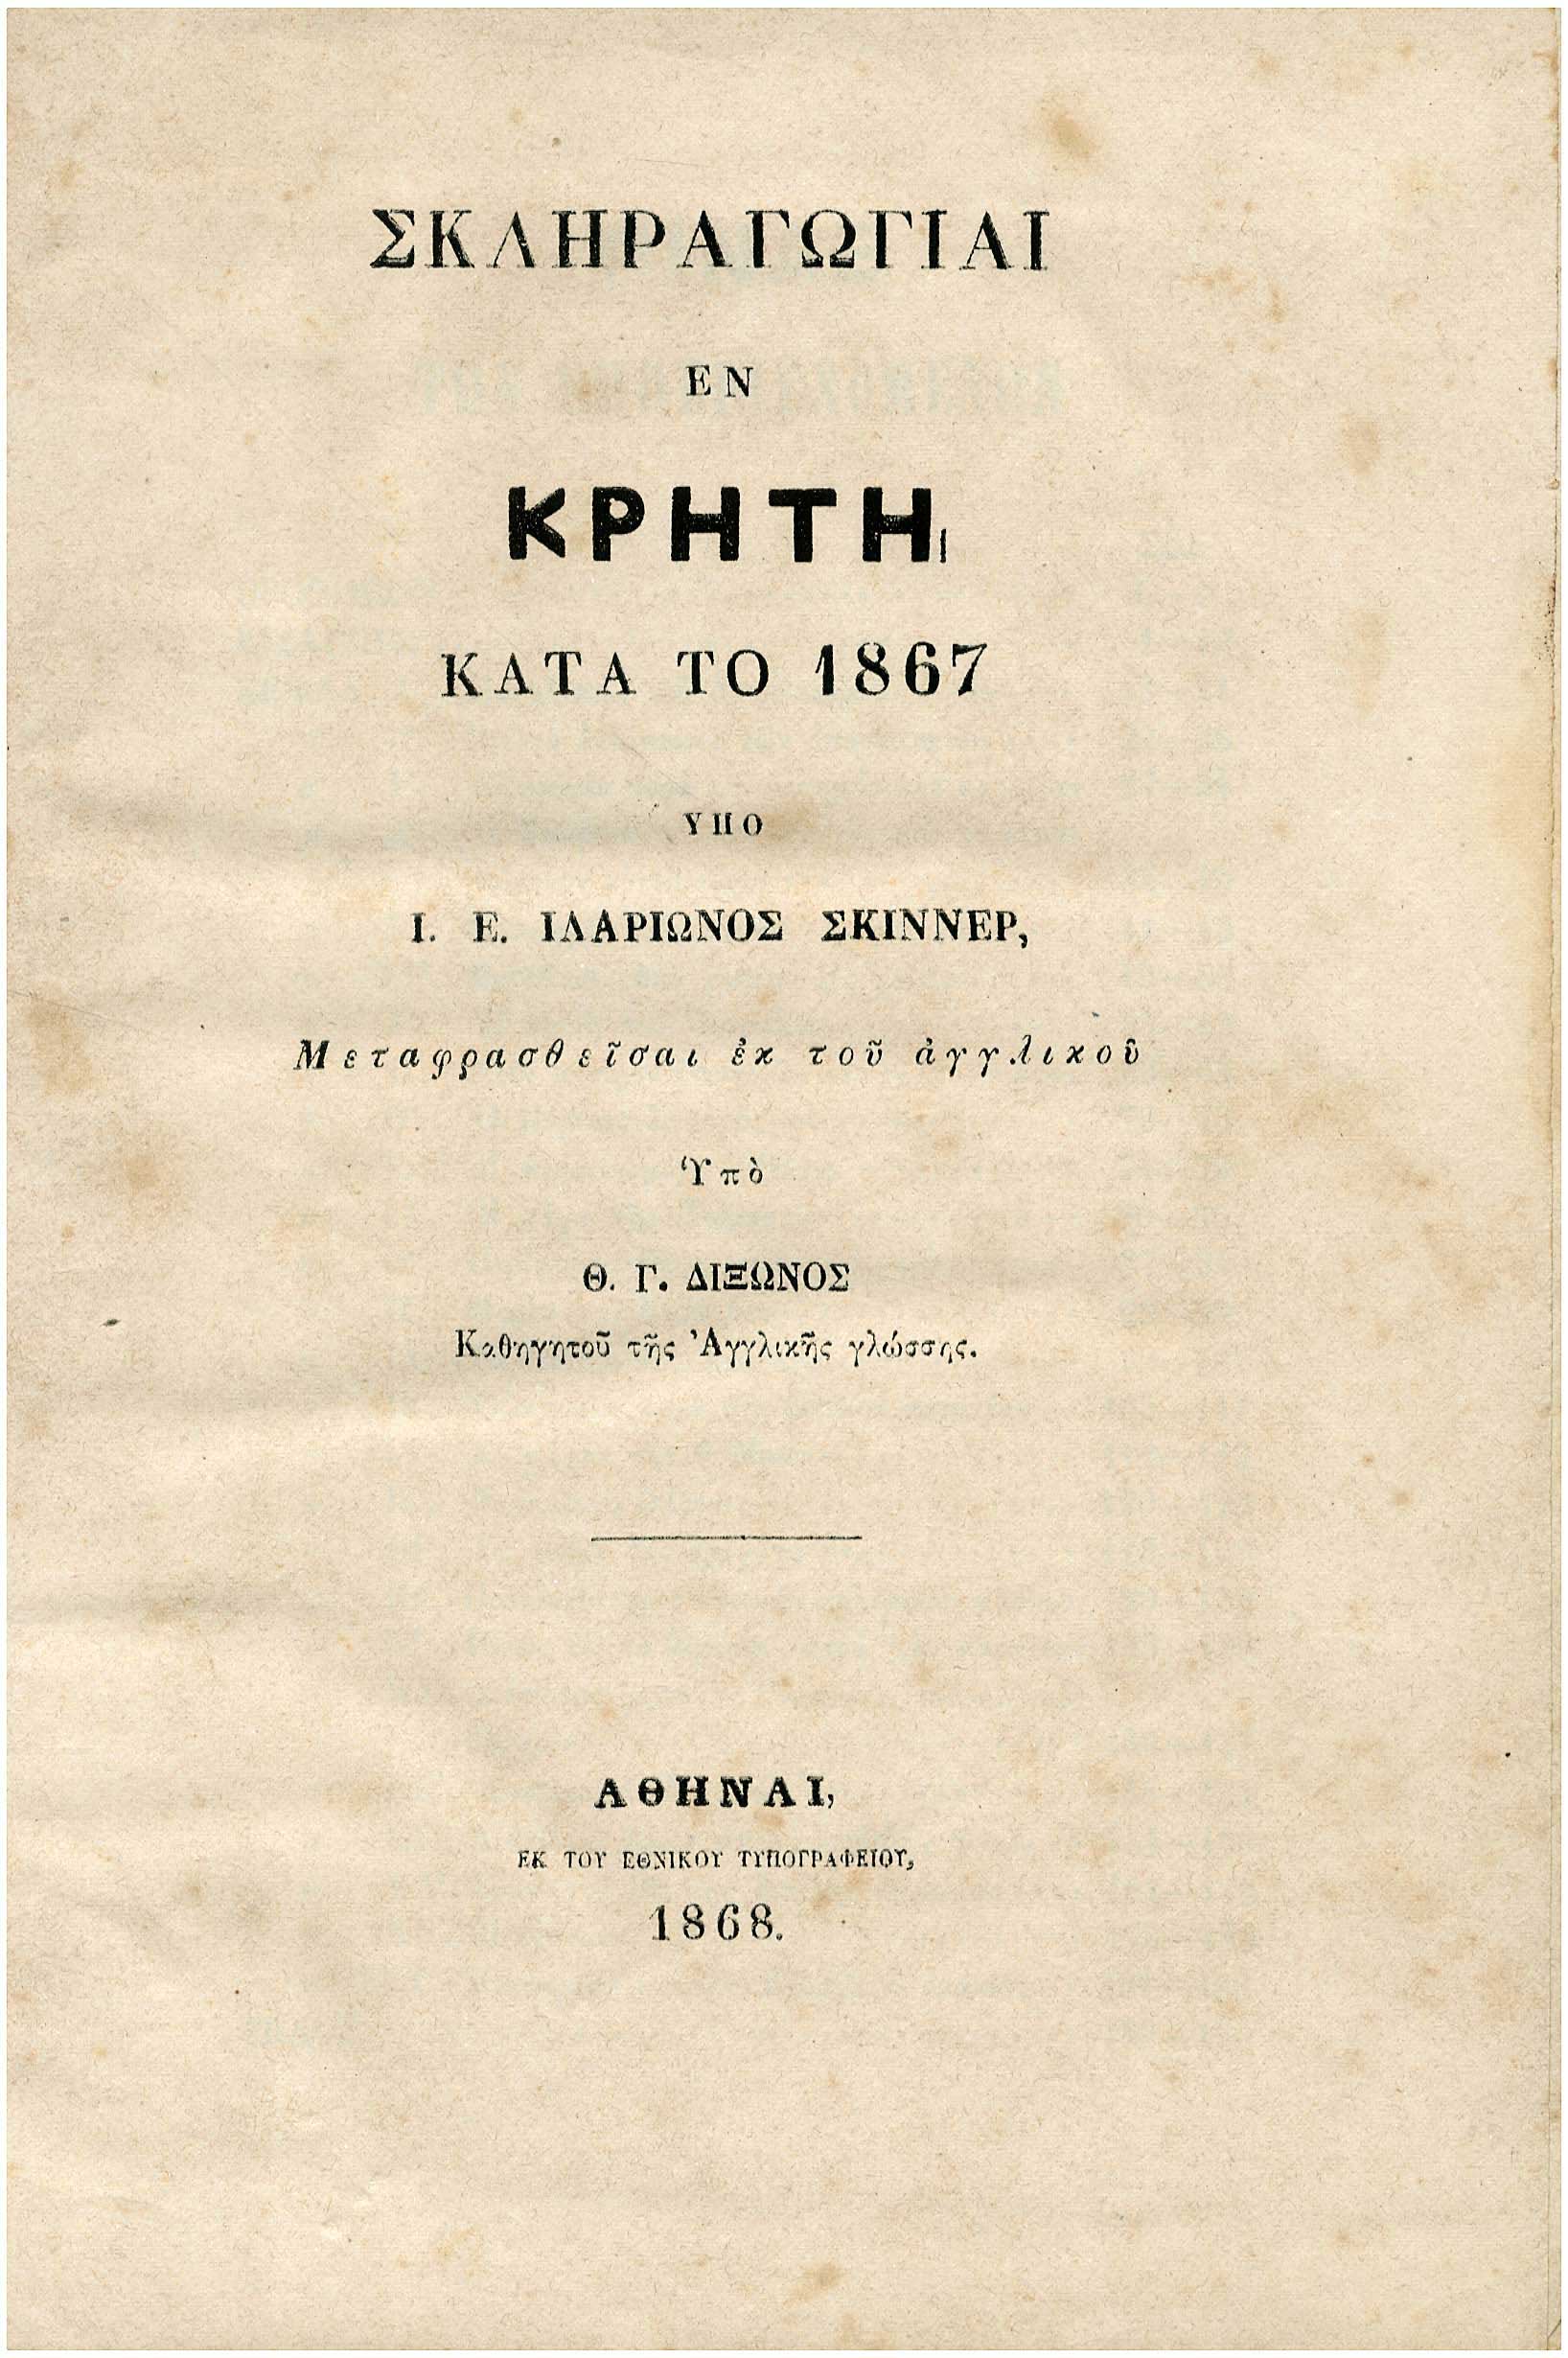 ΣΚΛΗΡΑΓΩΓΙΑΙ
ΕΝ
ΚΡΗΤΗι
ΚΑΤΑ ΤΟ 1867
ΥΠΟ
Ι. Ε. ΙΛΑΡΙΩΝΟΣ ΣΚΙΝΝΕΡ,
Μεταφρασθεῖσαι ἐκ τοῦ ἀγγλικοῦ
Ὑπὸ
Θ. Γ. ΔΙΞΩΝΟΣ
Καθηγητοῦ τῆς Ἀγγλικῆς γλώσσης.
ΑΘΗΝΑΙ,
ΕΚ ΤΟΥ ΕΘΝΙΚΟΥ ΤΥΠΟΓΡΑΦΕΙΟΥ,
1868.